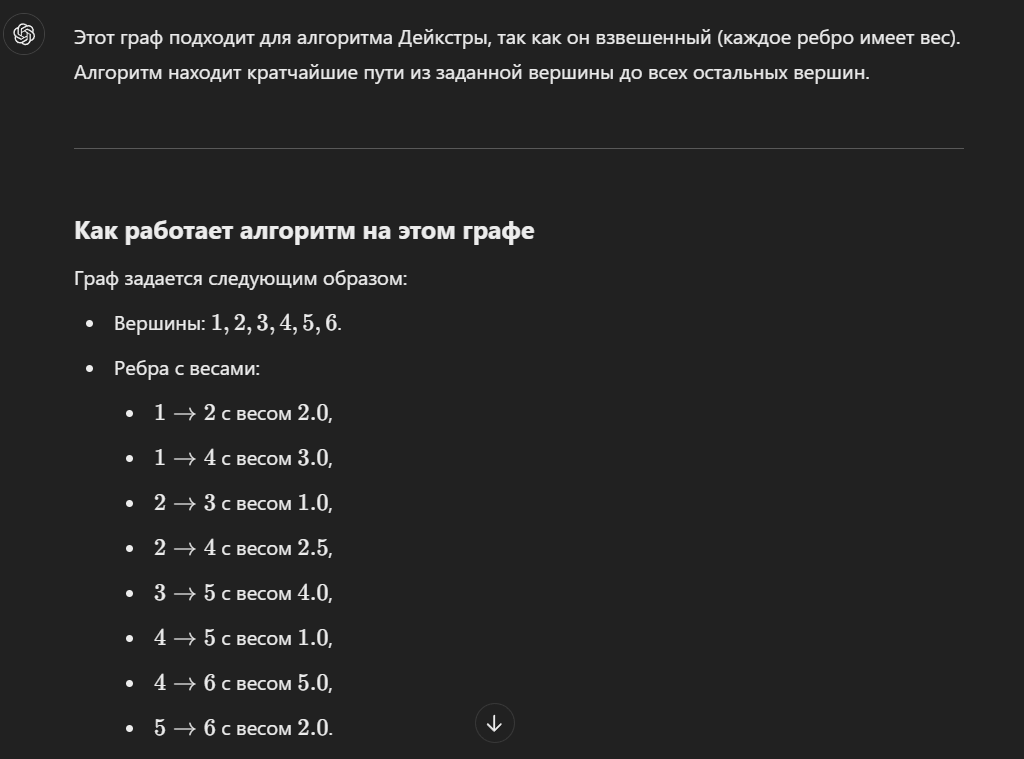 Этот граф подходит для алгоритма Дейкстры, так как он взвешенный (каждое ребро имеет вес).
Алгоритм находит кратчайшие пути из заданной вершины до всех остальных вершин.
Как работает алгоритм на этом графе
Граф задается следующим образом:
• Вершины: 1, 2, 3, 4, 5, 6.
• Ребра с весами:
• 1 → 2 с весом 2.0,
• 1 → 4 с весом 3.0,
• 2 → 3 с весом 1.0,
• 2 → 4 с весом 2.5,
• 3 → 5 с весом 4.0,
• 4 → 5 с весом 1.0,
• 4 → 6 с весом 5.0,
• 5 → 6 с весом 2.0.